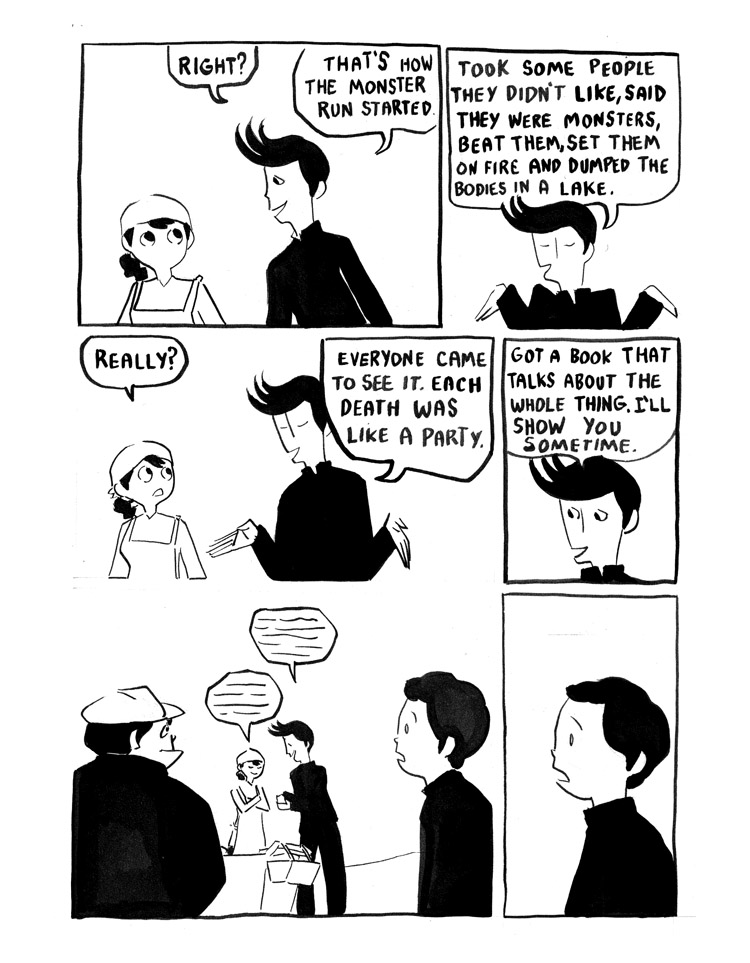 RIGHT?
THAT'S HOW
THE MONSTER
RUN STARTED.
TOOK SOME PEOPLE
THEY DIDN'T LIKE, SAID
THEY WERE MONSTERS,
BEAT THEM, SET THEM
ON FIRE AND DUMPED THE
BODIES IN A LAKE.
REALLY?
EVERYONE CAME
TO SEE IT. EACH
DEATH WAS
LIKE A PARTY.
GOT A BOOK THAT
TALKS ABOUT THE
WHOLE THING. I'LL
SHOW YOU
SOMETIME.